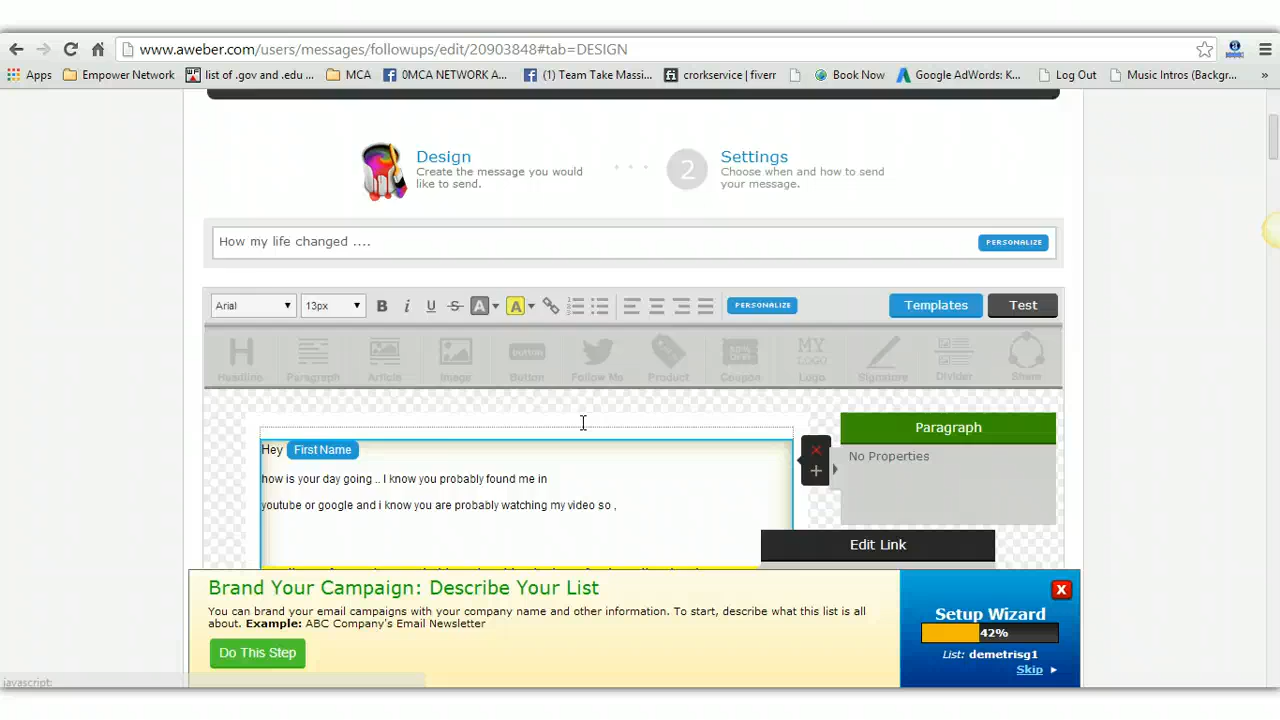 www.aweber.com/users/messages/followups/edit/20903848#tab=DESIGN
Apps Empower Network list of .gov and .edu ... MCA 0MCA NETWORK A... (1) Team Take Massi... crorkservice | fiverr Book Now Google AdWords: K... Log Out Music Intros (Backgr... »
Design
Create the message you would
like to send.
2
Settings
Choose when and how to send
your message.
How my life changed ....
PERSONALIZE
Arial 13px B i U S A A PERSONALIZE Templates Test
Headline Paragraph Article Image Button Follow Me Product Coupon MY LOGO Logo Signature Divider Share
Paragraph
No Properties
Hey First Name
how is your day going .. I know you probably found me in
youtube or google and i know you are probably watching my video so ,
Edit Link
Brand Your Campaign: Describe Your List
You can brand your email campaigns with your company name and other information. To start, describe what this list is all
about. Example: ABC Company's Email Newsletter
Do This Step
X
Setup Wizard
42%
List: demetrisg1
Skip
javascript: